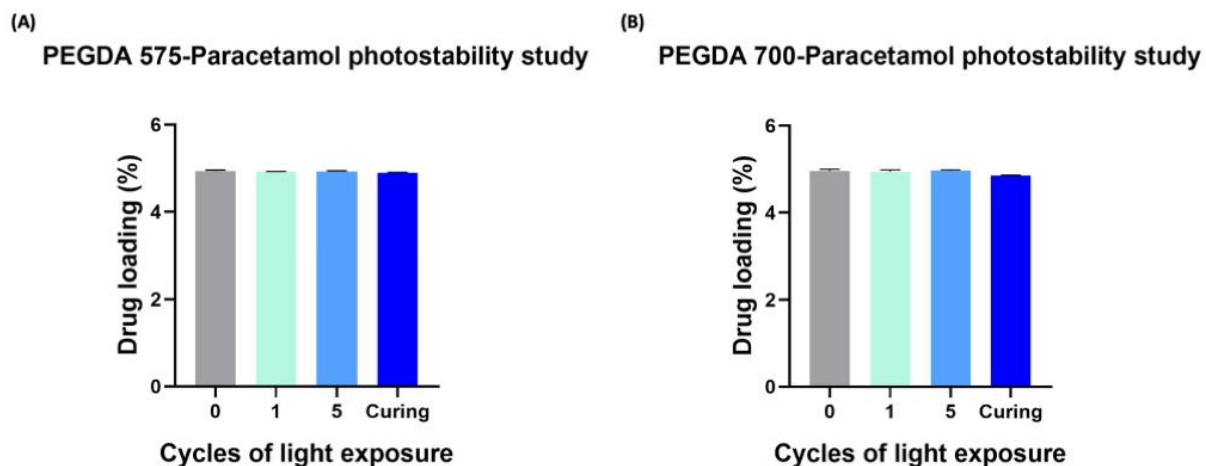 (A)
PEGDA 575-Paracetamol photostability study
6
4
2
0
Drug loading (%)
0 1 5 Curing
Cycles of light exposure
(B)
PEGDA 700-Paracetamol photostability study
6
4
2
0
Drug loading (%)
0 1 5 Curing
Cycles of light exposure